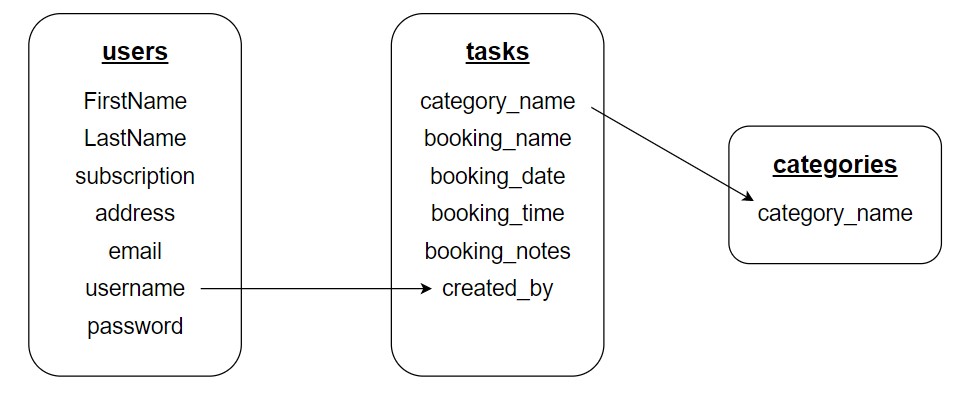 users
FirstName
LastName
subscription
address
email
username
password
tasks
category_name
booking_name
booking_date
booking_time
booking_notes
created_by
categories
category_name